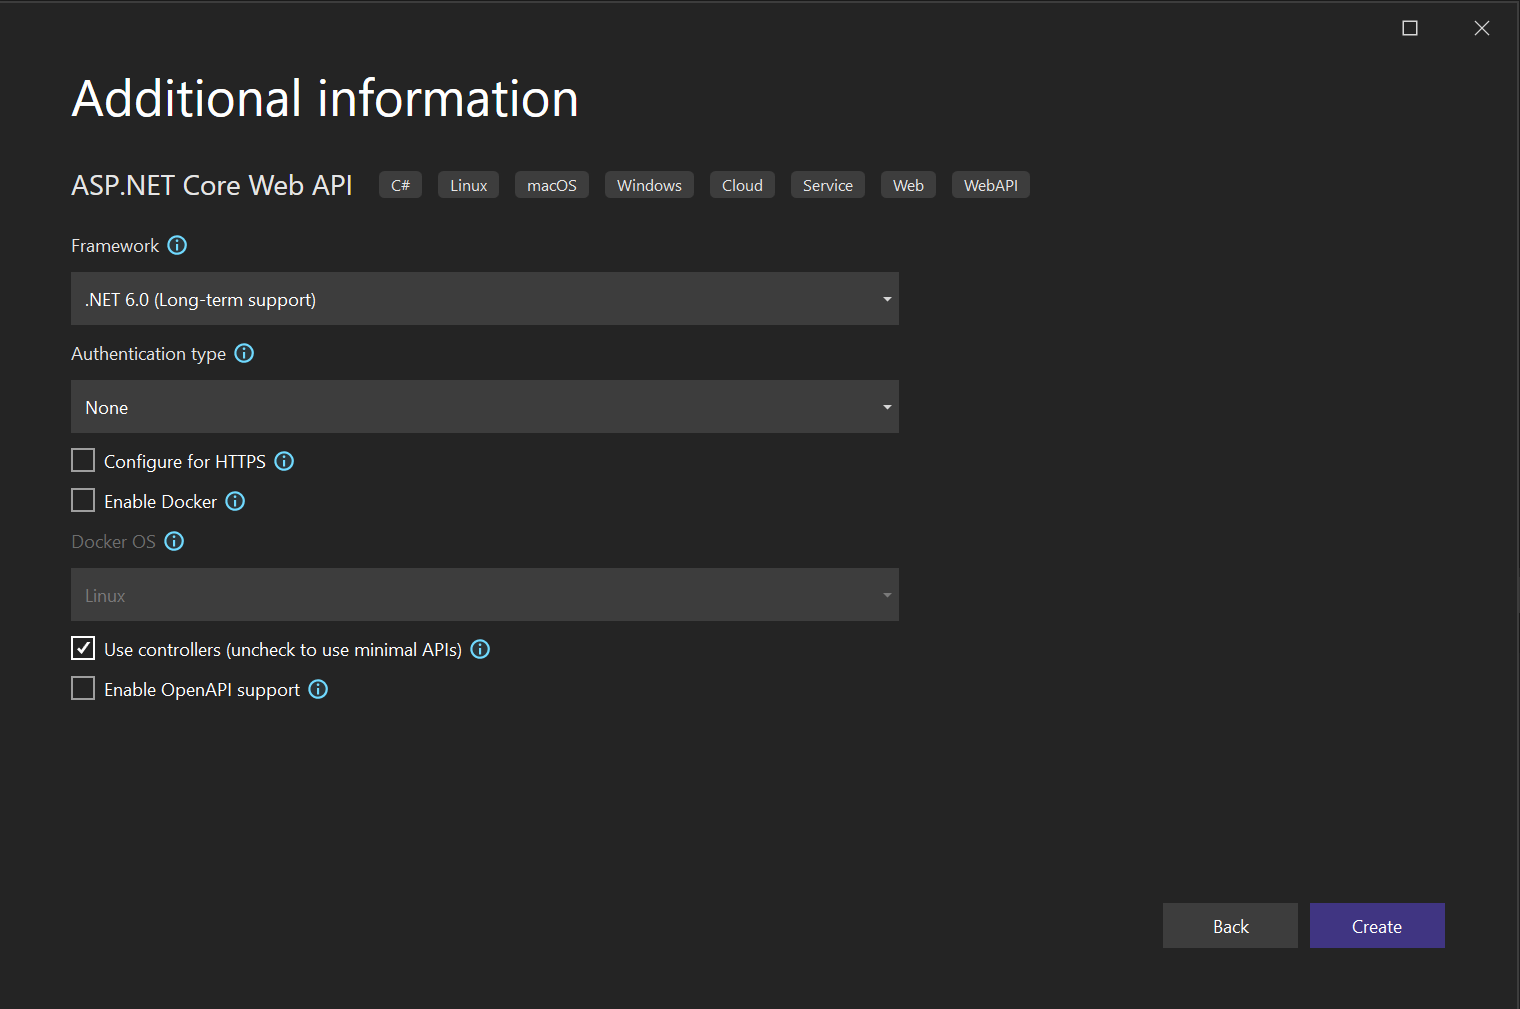 Additional information
ASP.NET Core Web API C# Linux macOS Windows Cloud Service Web WebAPI
Framework
.NET 6.0 (Long-term support)
Authentication type
None
Configure for HTTPS
Enable Docker
Docker OS
Linux
Use controllers (uncheck to use minimal APIs)
Enable OpenAPI support
Back Create